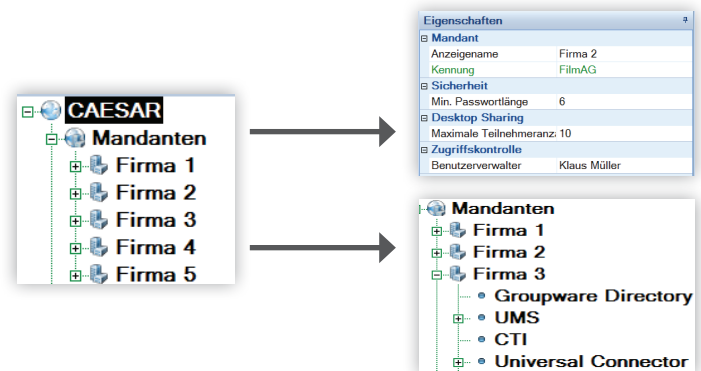 CAESAR
Mandanten
Firma 1
Firma 2
Firma 3
Firma 4
Firma 5
Eigenschaften
Mandant
Anzeigename Firma 2
Kennung FilmAG
Sicherheit
Min. Passwortlänge 6
Desktop Sharing
Maximale Teilnehmeranz 10
Zugriffskontrolle
Benutzerverwalter Klaus Müller
Mandanten
Firma 1
Firma 2
Firma 3
Groupware Directory
UMS
CTI
Universal Connector